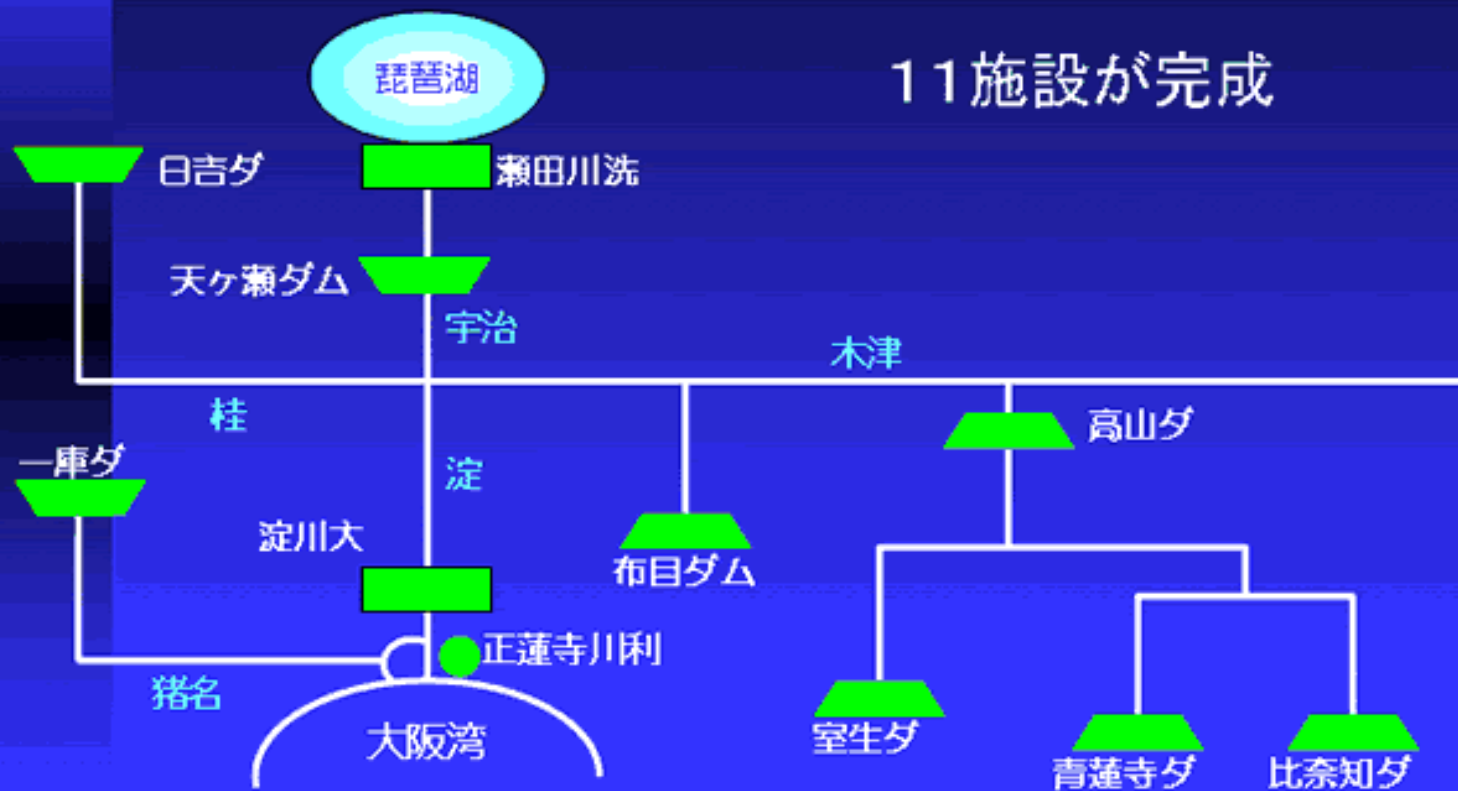 琵琶湖
11施設が完成
日吉ダ
瀬田川洗
天ヶ瀬ダム
宇治
木津
桂
高山ダ
一庫ダ
淀
淀川大
布目ダム
正蓮寺川利
猪名
大阪湾
室生ダ
青蓮寺ダ
比奈知ダ